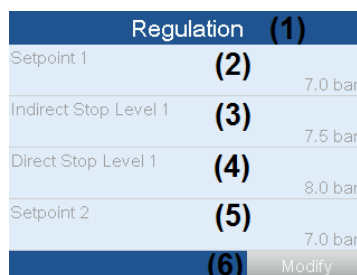 Regulation (1)
Setpoint 1 (2)
7.0 bar
Indirect Stop Level 1 (3)
7.5 bar
Direct Stop Level 1 (4)
8.0 bar
Setpoint 2 (5)
7.0 bar
(6) Modify